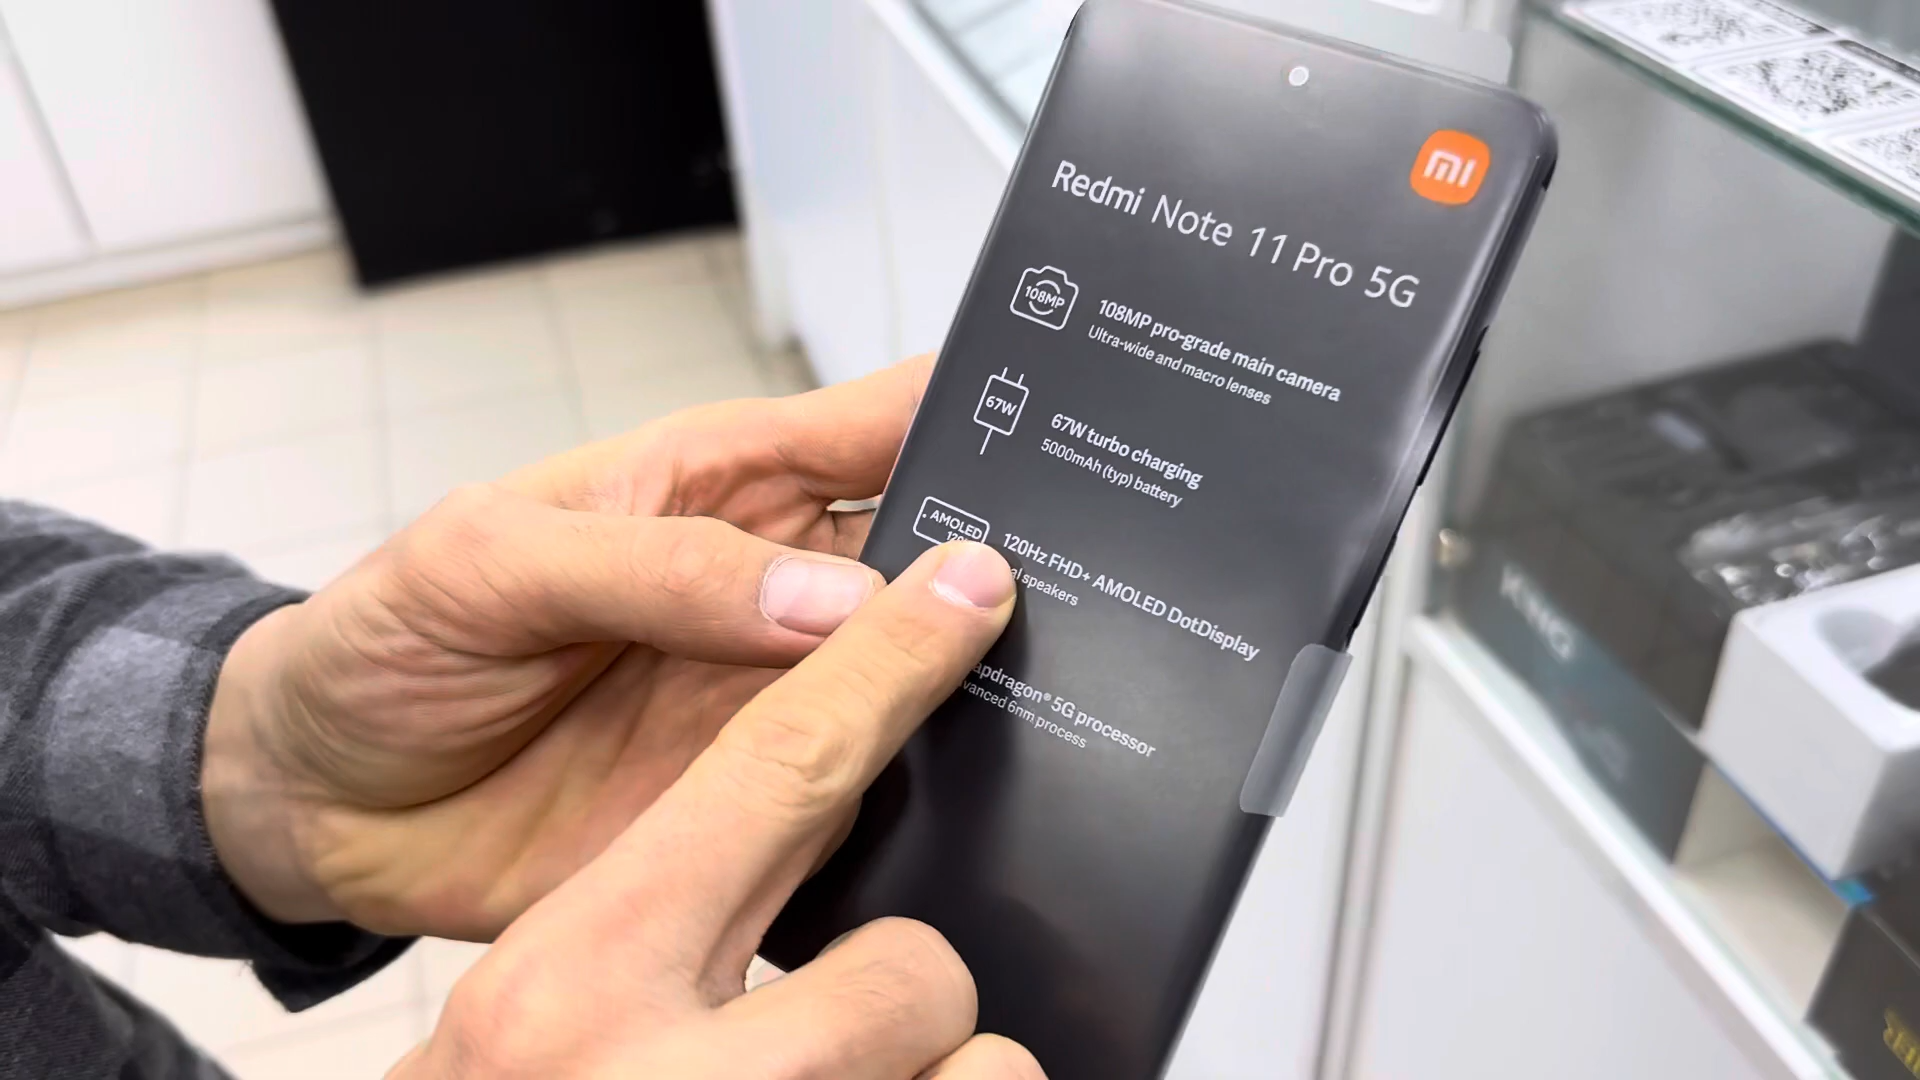 mi
Redmi Note 11 Pro 5G
108MP
108MP pro-grade main camera
Ultra-wide and macro lenses
67W
67W turbo charging
5000mAh (typ) battery
AMOLED
120Hz FHD+ AMOLED DotDisplay
speakers
5G processor
6nm process